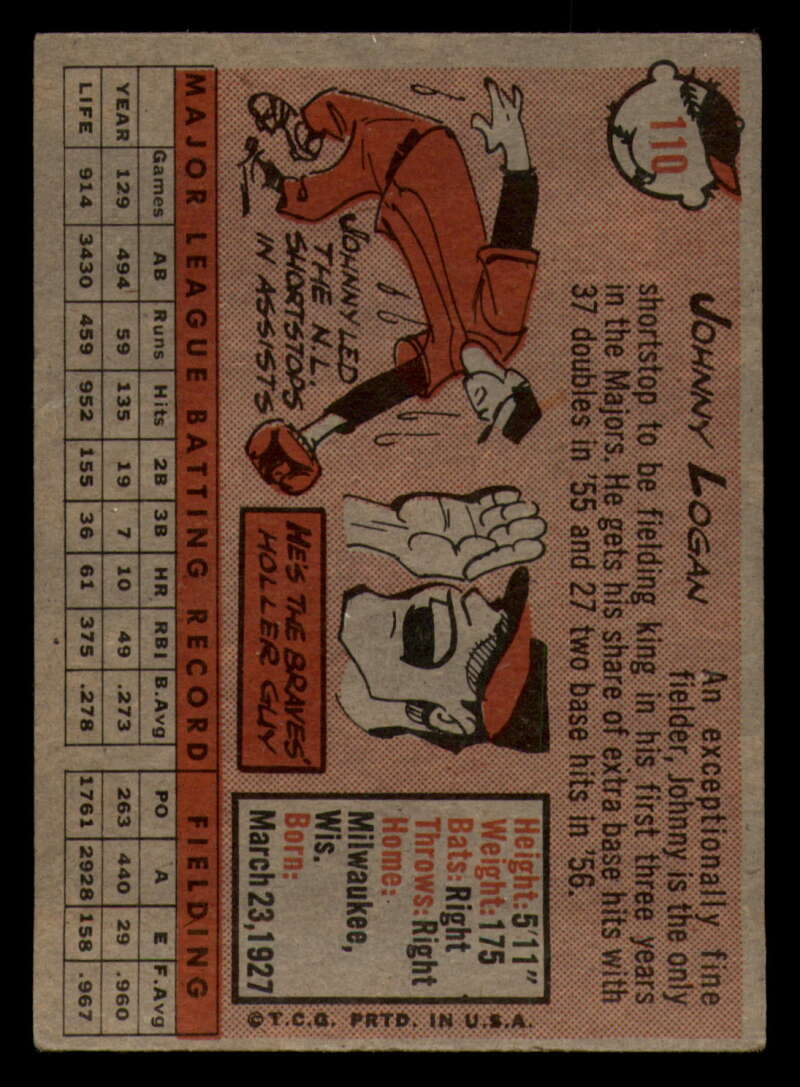 110
JOHNNY LOGAN
An exceptionally fine
fielder, Johnny is the only
shortstop to be fielding king in his first three years
in the Majors. He gets his share of extra base hits with
37 doubles in '55 and 27 two base hits in '56.
JOHNNY LED
THE N.L.
SHORTSTOPS
IN ASSISTS
HE'S THE BRAVES'
HOLLER GUY
Height: 5'11"
Weight: 175
Bats: Right
Throws: Right
Home:
Milwaukee,
Wis.
Born:
March 23, 1927
© T.C.G. PRTD. IN U.S.A.
MAJOR LEAGUE BATTING RECORD FIELDING
Games AB Runs Hits 2B 3B HR RBI B.Avg PO A E F.Avg
YEAR 129 494 59 135 19 7 10 49 .273 263 440 29 .960
LIFE 914 3430 459 952 155 36 61 375 .278 1761 2928 158 .967